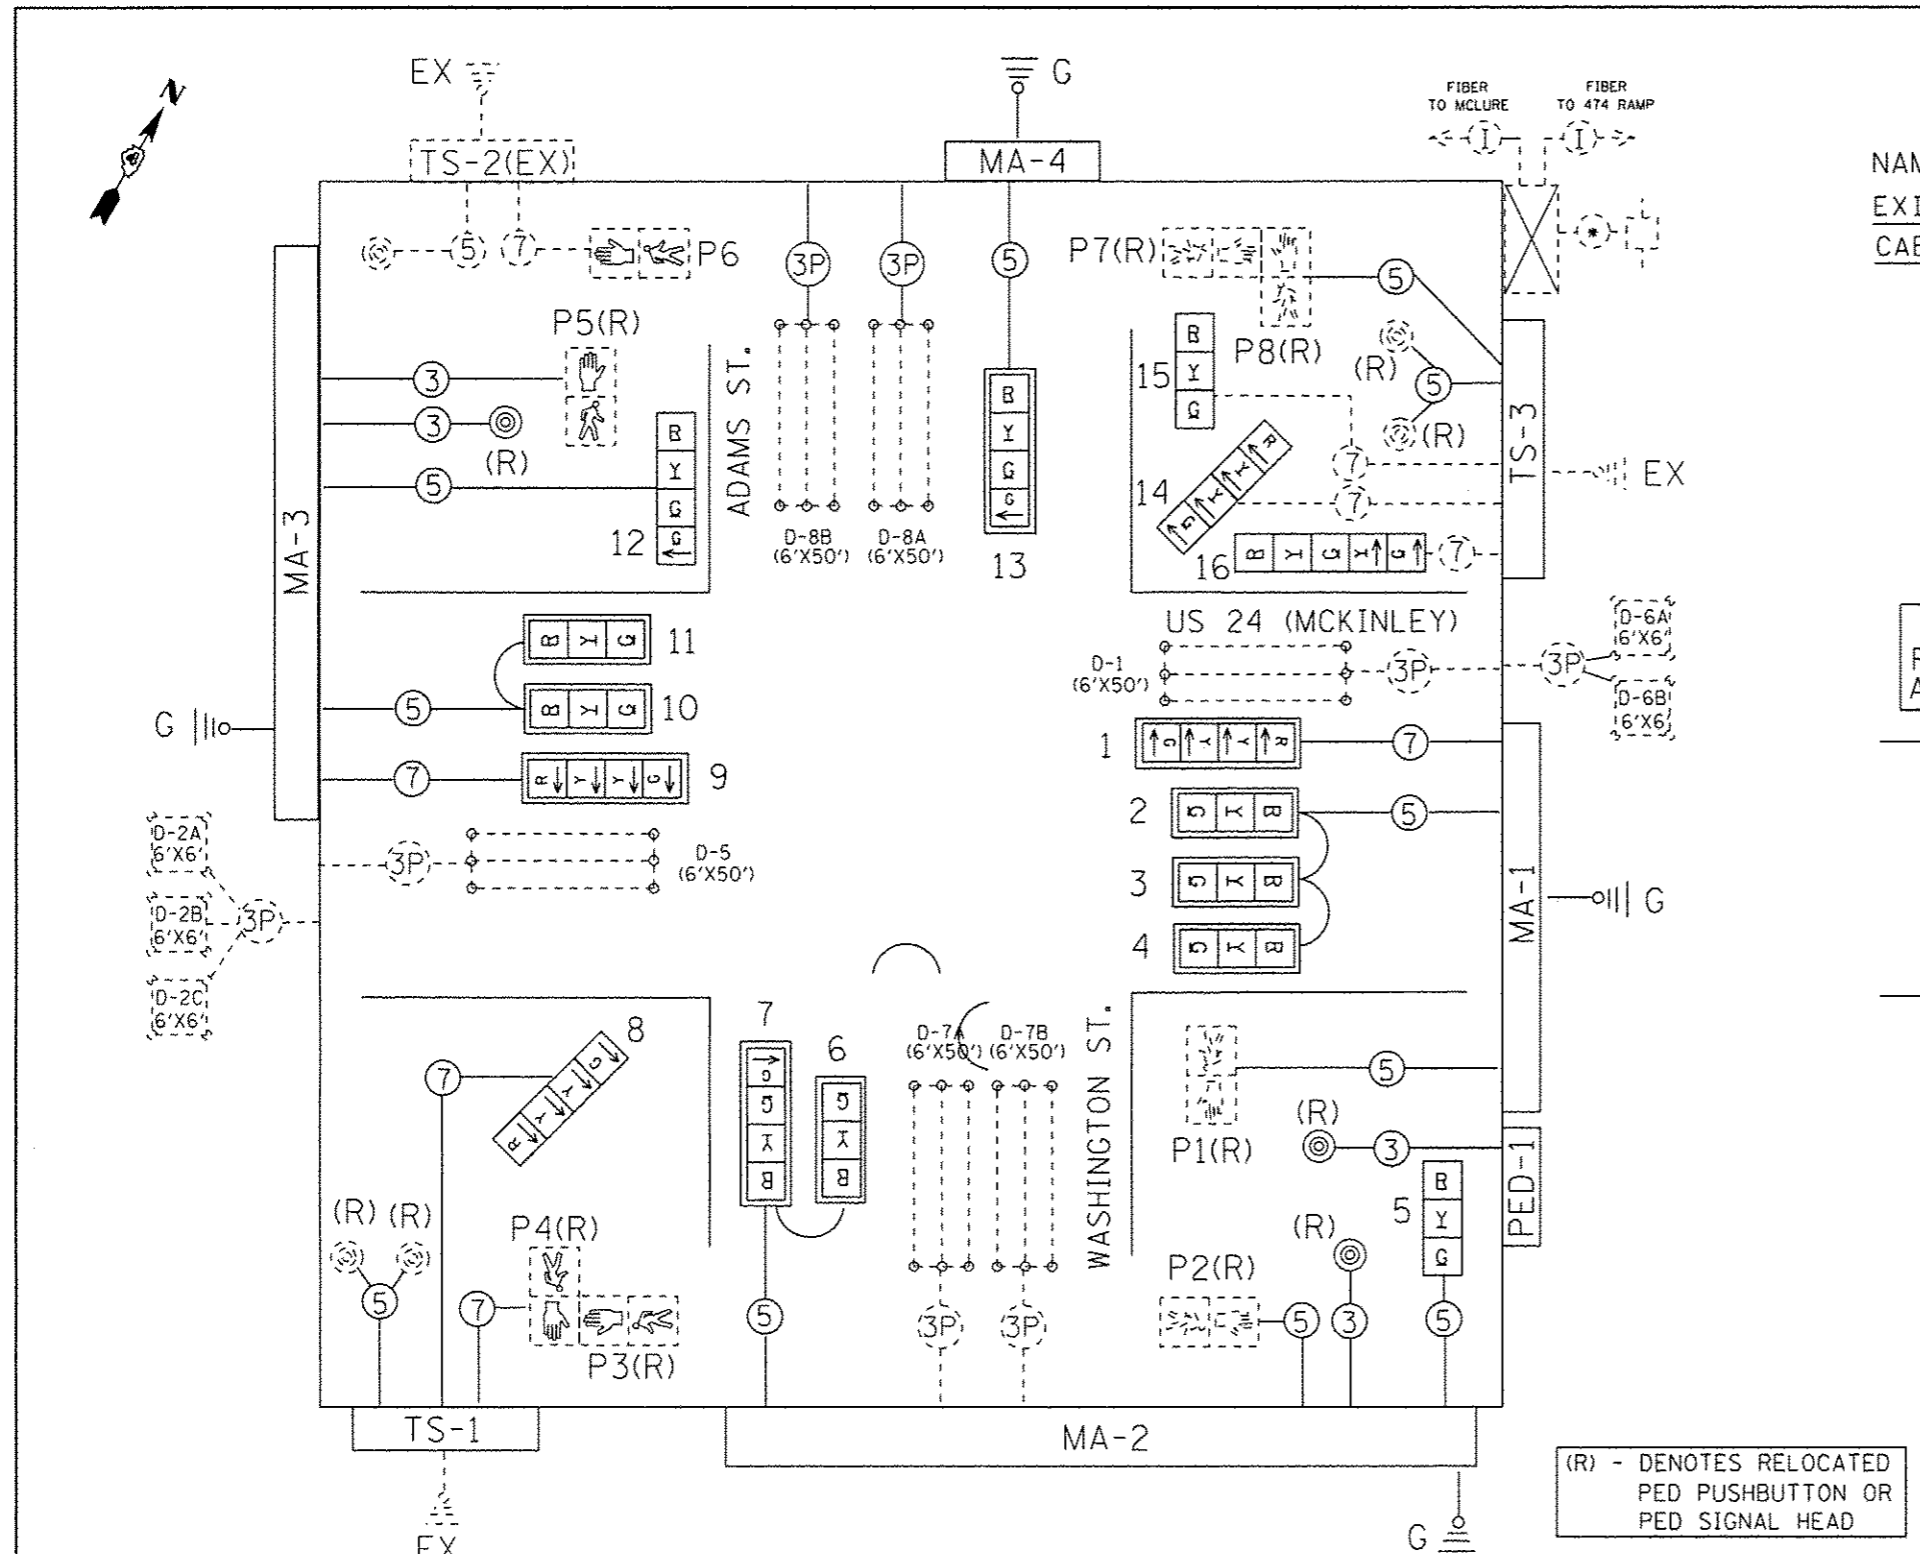 N
EX
G
FIBER
TO MCLURE
FIBER
TO 474 RAMP
TS-2(EX)
MA-4
I
I
NAM
EXI
CAB
5
7
P6
3P
3P
5
P7(R)
5
P5(R)
P8(R)
(R)
5
(R)
3
3
(R)
5
R
Y
G
G
12
ADAMS ST.
D-8B
(6'X50')
D-8A
(6'X50')
R
Y
G
G
13
15
R
Y
G
7
14
R
Y
Y
G
7
16
R
Y
G
Y
G
7
TS-3
EX
MA-3
US 24 (MCKINLEY)
D-1
(6'X50')
3P
3P
D-6A
6'X6'
D-6B
6'X6'
R
A
R
Y
G
11
5
R
Y
G
10
G
7
R
Y
Y
G
9
1
G
Y
Y
R
7
2
G
Y
R
5
3
G
Y
R
4
G
Y
R
MA-1
G
D-2A
6'X6'
D-2B
6'X6'
D-2C
6'X6'
3P
3P
D-5
(6'X50')
8
7
R
Y
Y
G
7
G
G
Y
R
6
G
Y
R
D-7A
(6'X50')
D-7B
(6'X50')
WASHINGTON ST.
5
P1(R)
(R)
3
PED-1
(R) (R)
P4(R)
5
7
P3(R)
5
3P
3P
P2(R)
(R)
5
3
5
R
Y
G
5
TS-1
MA-2
EX
G
(R) - DENOTES RELOCATED
PED PUSHBUTTON OR
PED SIGNAL HEAD